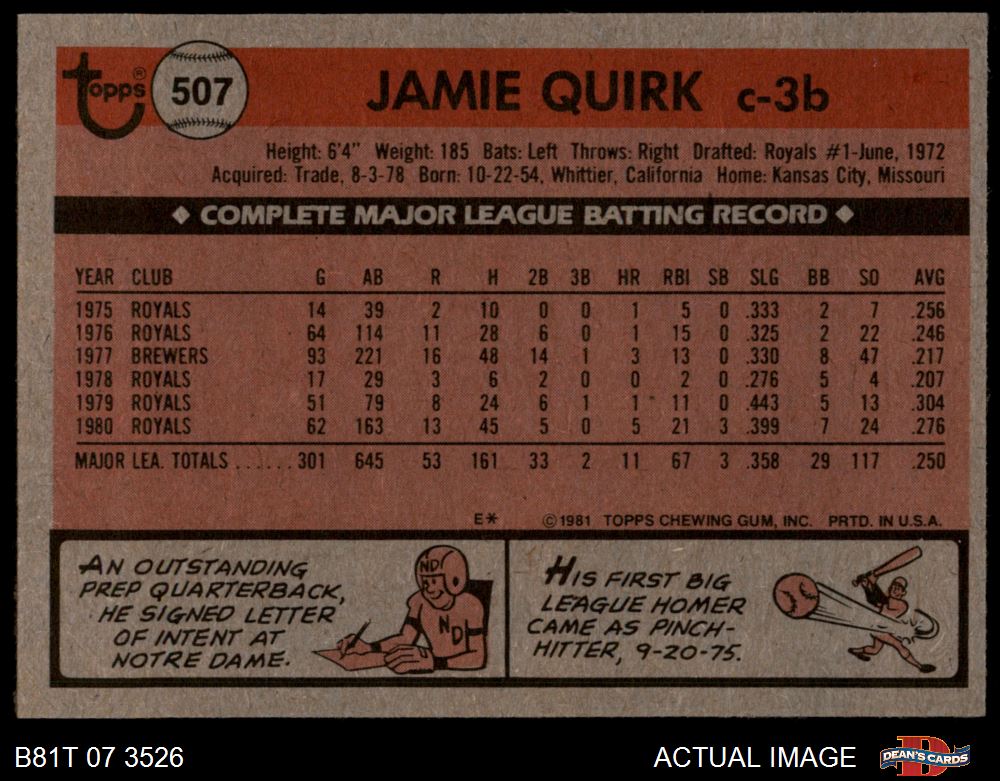 topps® 507 JAMIE QUIRK c-3b
Height: 6'4" Weight: 185 Bats: Left Throws: Right Drafted: Royals #1-June, 1972
Acquired: Trade, 8-3-78 Born: 10-22-54, Whittier, California Home: Kansas City, Missouri
◆ COMPLETE MAJOR LEAGUE BATTING RECORD ◆
YEAR CLUB G AB R H 2B 3B HR RBI SB SLG BB SO AVG
1975 ROYALS 14 39 2 10 0 0 1 5 0 .333 2 7 .256
1976 ROYALS 64 114 11 28 6 0 1 15 0 .325 2 22 .246
1977 BREWERS 93 221 16 48 14 1 3 13 0 .330 8 47 .217
1978 ROYALS 17 29 3 6 2 0 0 2 0 .276 5 4 .207
1979 ROYALS 51 79 8 24 6 1 1 11 0 .443 5 13 .304
1980 ROYALS 62 163 13 45 5 0 5 21 3 .399 7 24 .276
MAJOR LEA. TOTALS ...... 301 645 53 161 33 2 11 67 3 .358 29 117 .250
E* ©1981 TOPPS CHEWING GUM, INC. PRTD. IN U.S.A.
AN OUTSTANDING
PREP QUARTERBACK,
HE SIGNED LETTER
OF INTENT AT
NOTRE DAME.
ND
ND
HIS FIRST BIG
LEAGUE HOMER
CAME AS PINCH-
HITTER, 9-20-75.
B81T 07 3526 ACTUAL IMAGE DEAN'S CARDS